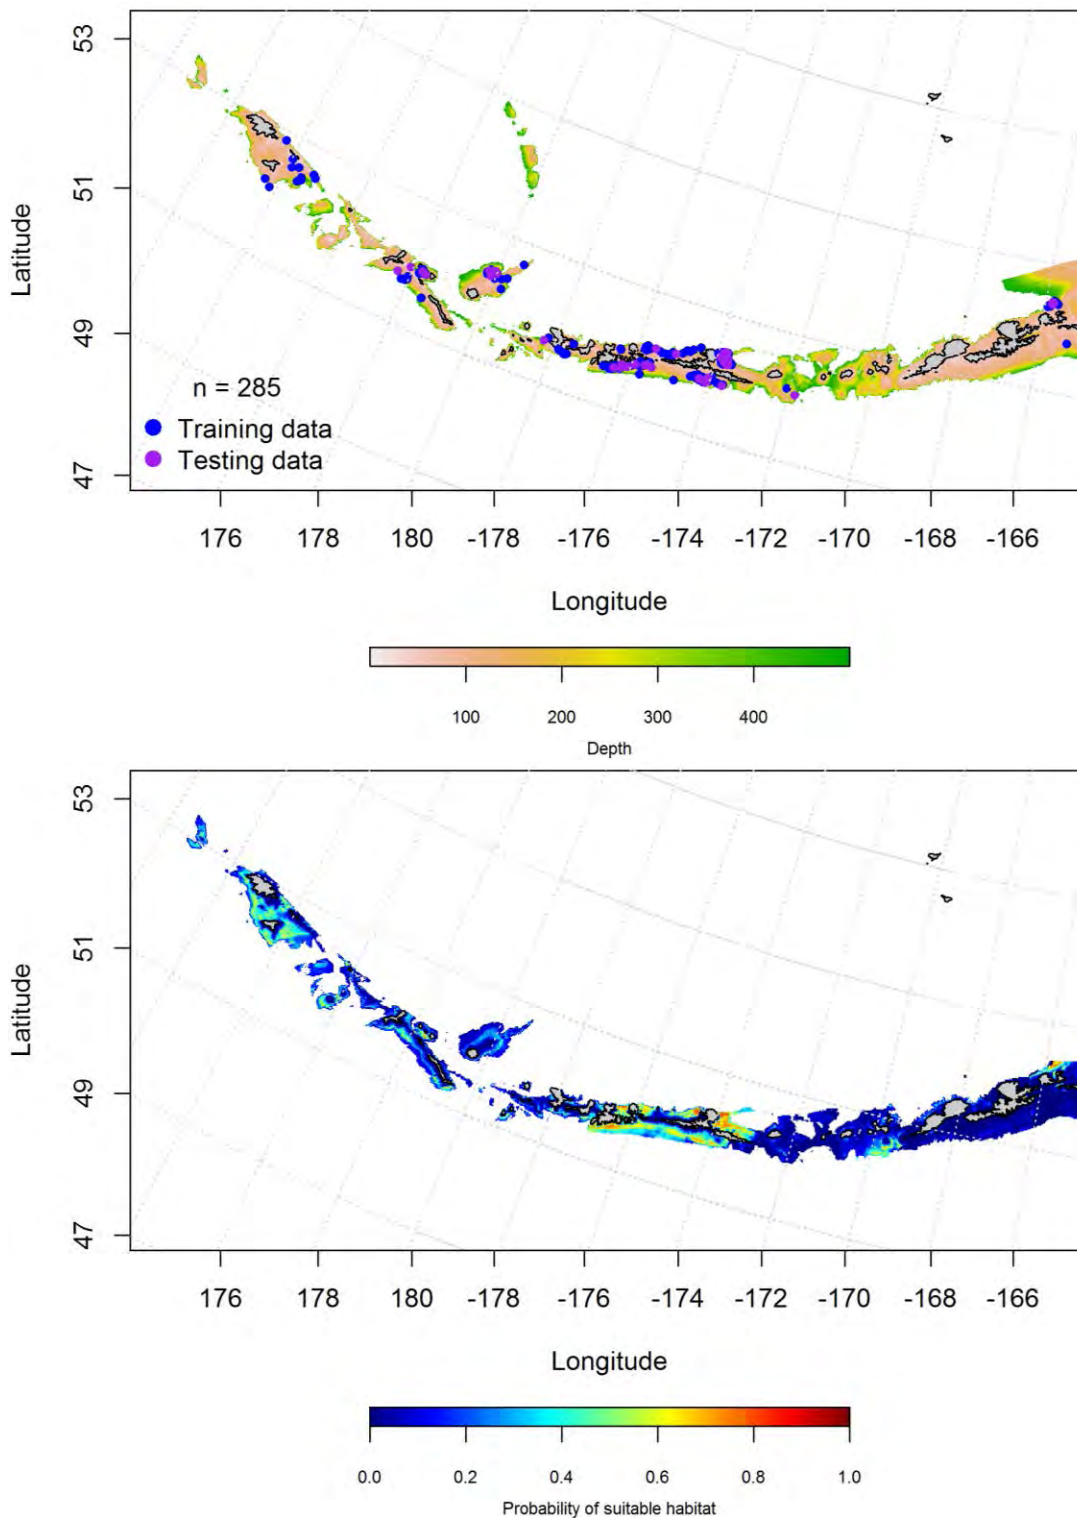 53
51
49
47
Latitude
n = 285
Training data
Testing data
176 178 180 -178 -176 -174 -172 -170 -168 -166
Longitude
100 200 300 400
Depth
53
51
49
47
Latitude
176 178 180 -178 -176 -174 -172 -170 -168 -166
Longitude
0.0 0.2 0.4 0.6 0.8 1.0
Probability of suitable habitat